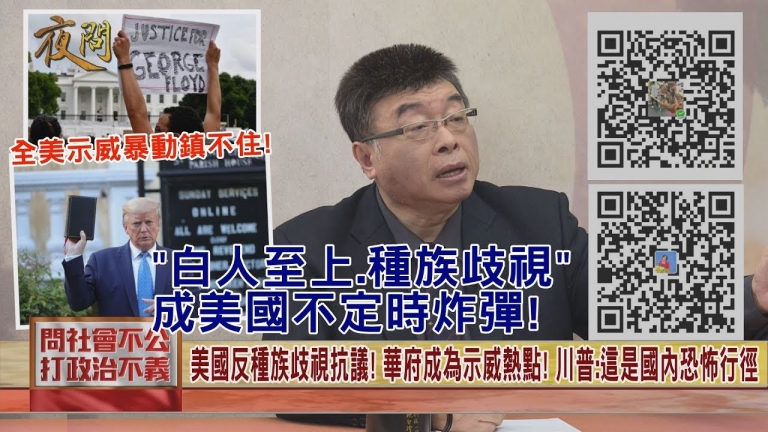 夜問
JUSTICE FOR
GEORGE
FLOYD
全美示威暴動鎮不住!
PARISH HOUSE
SUNDAY SERVICES
ONLINE
ALL ARE WELCOME
"白人至上.種族歧視"
成美國不定時炸彈!
問社會不公
打政治不義
美國反種族歧視抗議! 華府成為示威熱點! 川普:這是國內恐怖行徑